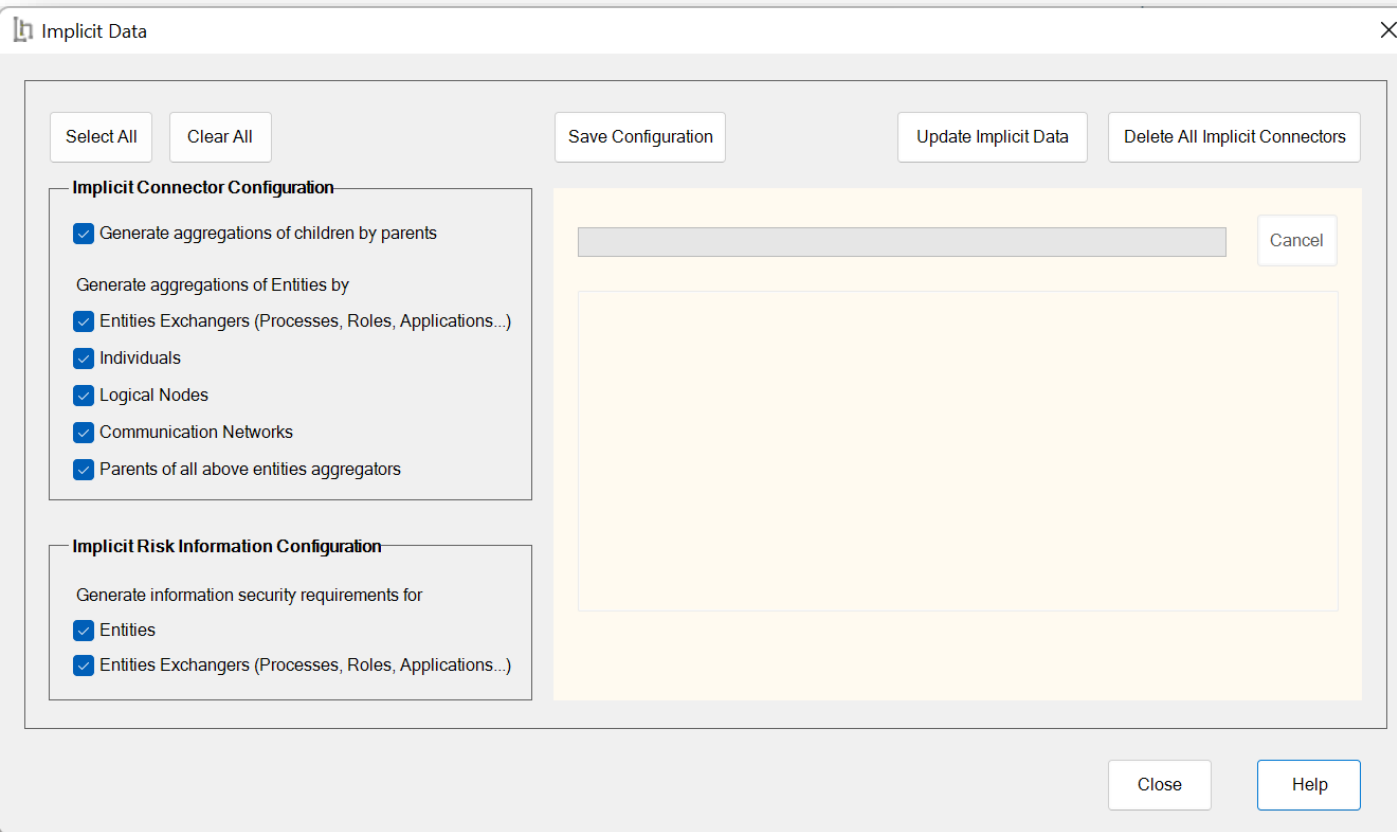 Implicit Data
Select All
Clear All
Save Configuration
Update Implicit Data
Delete All Implicit Connectors
Implicit Connector Configuration
Generate aggregations of children by parents
Generate aggregations of Entities by
Entities Exchangers (Processes, Roles, Applications...)
Individuals
Logical Nodes
Communication Networks
Parents of all above entities aggregators
Implicit Risk Information Configuration
Generate information security requirements for
Entities
Entities Exchangers (Processes, Roles, Applications...)
Cancel
Close
Help